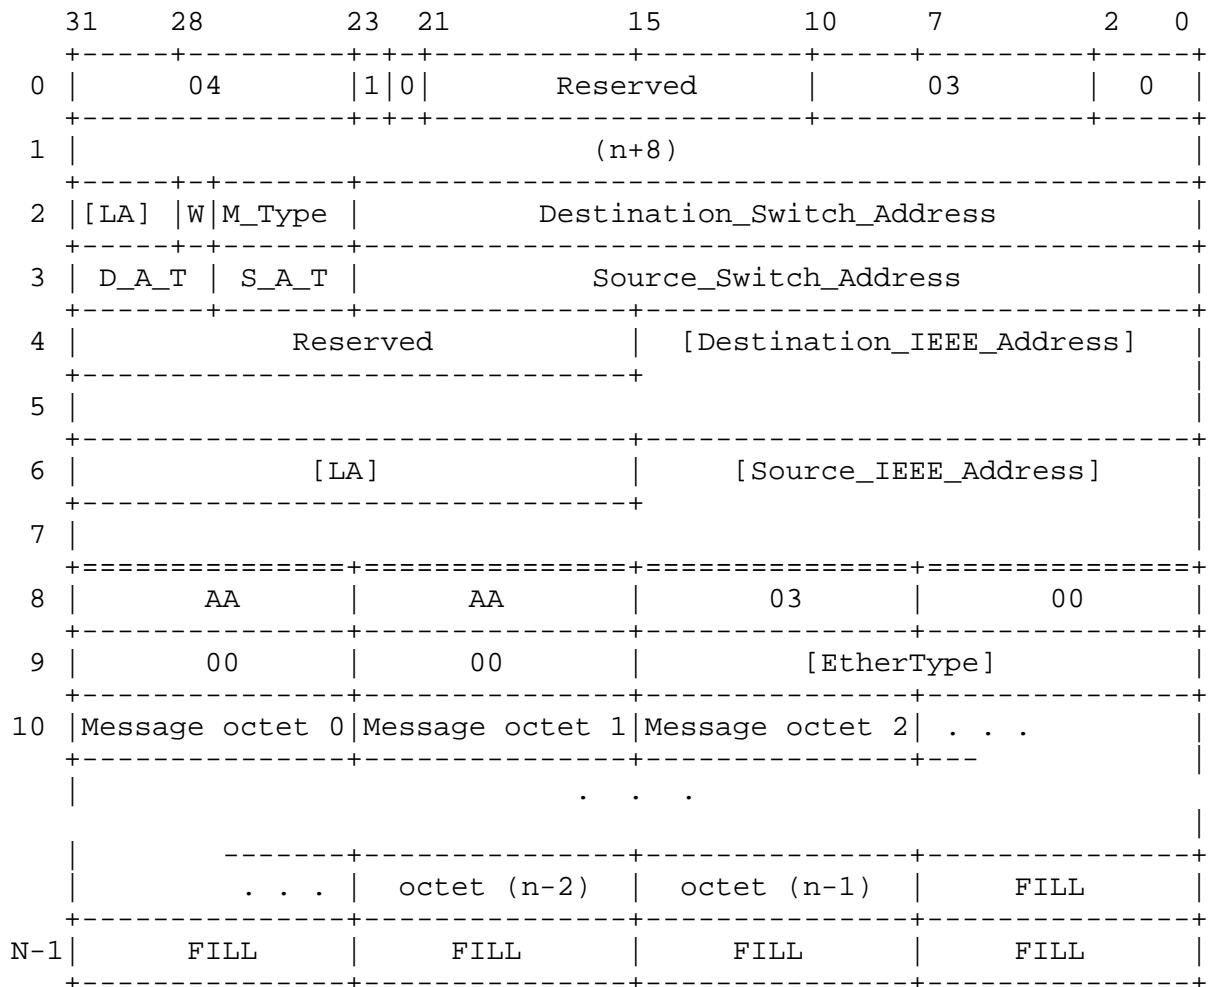 31 28 23 21 15 10 7 2 0
+-----+---------+-+-+-----------+---------+-----+---------+-----+
0 | 04 |1|0| Reserved | 03 | 0 |
+---------------+-+-+---------------------+---------------+-----+
1 | (n+8) |
+-----+-+-------+-----------------------------------------------+
2 |[LA] |W|M_Type | Destination_Switch_Address |
+-----+-+-------+-----------------------------------------------+
3 | D_A_T | S_A_T | Source_Switch_Address |
+-------+-------+---------------+-------------------------------+
4 | Reserved | [Destination_IEEE_Address] |
+-------------------------------+ |
5 | |
+-------------------------------+-------------------------------+
6 | [LA] | [Source_IEEE_Address] |
+-------------------------------+ |
7 | |
+===============+===============+===============+===============+
8 | AA | AA | 03 | 00 |
+---------------+---------------+---------------+---------------+
9 | 00 | 00 | [EtherType] |
+---------------+---------------+---------------+---------------+
10 |Message octet 0|Message octet 1|Message octet 2| . . . |
+---------------+---------------+---------------+--- |
| . . . |
| -------+---------------+---------------+---------------+
| . . . | octet (n-2) | octet (n-1) | FILL |
+---------------+---------------+---------------+---------------+
N-1| FILL | FILL | FILL | FILL |
+---------------+---------------+---------------+---------------+